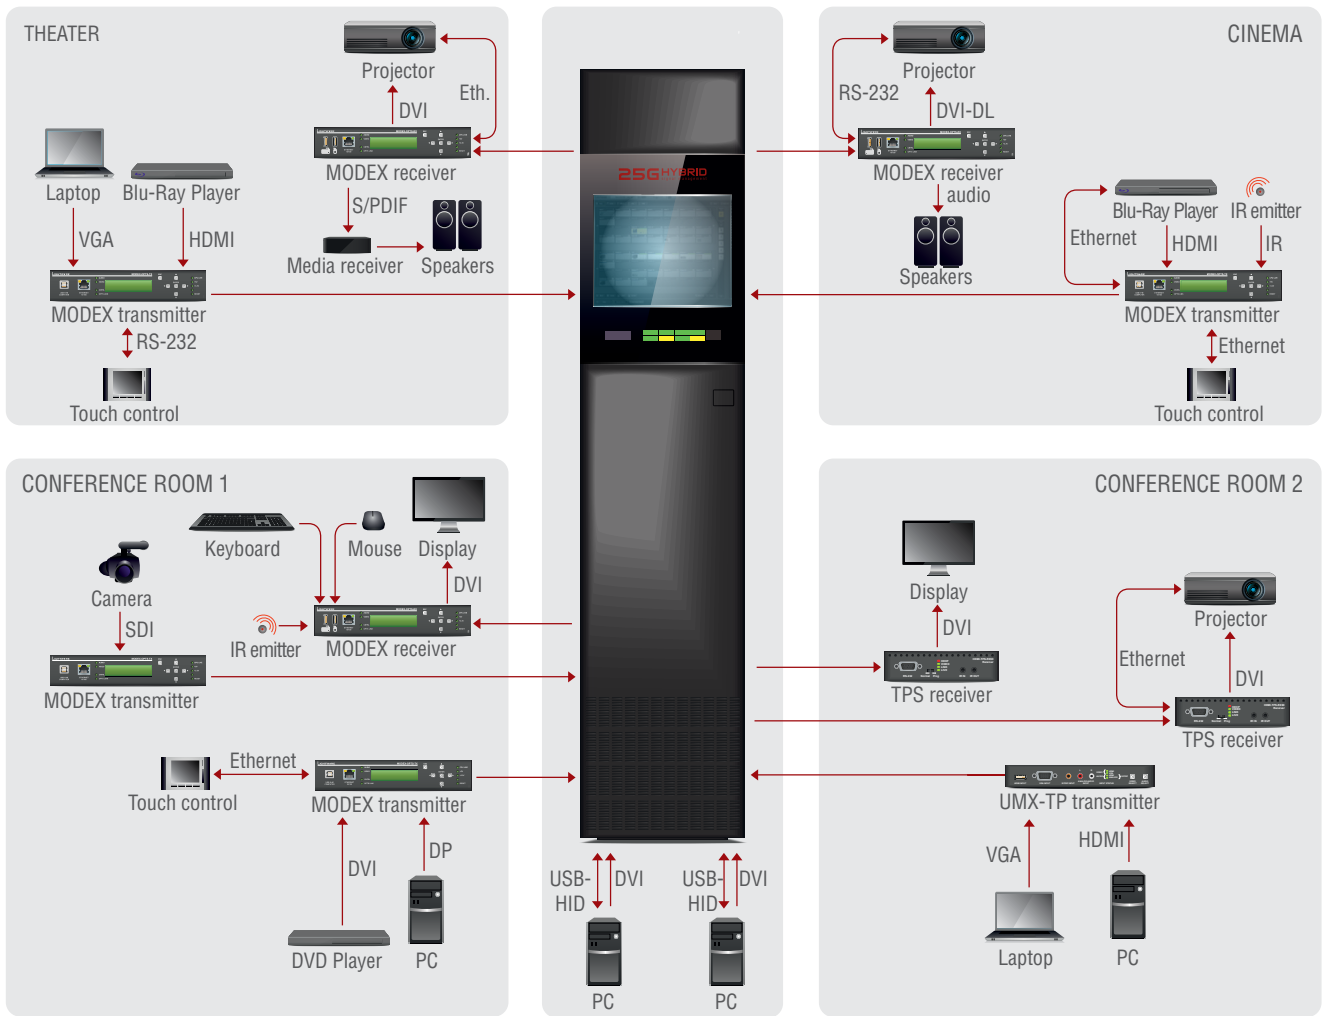 THEATER
Projector
Eth.
DVI
MODEX receiver
Laptop
Blu-Ray Player
S/PDIF
VGA
HDMI
Media receiver
Speakers
MODEX transmitter
RS-232
Touch control
25G HYBRID
CINEMA
Projector
RS-232
DVI-DL
MODEX receiver
audio
Speakers
Blu-Ray Player
IR emitter
Ethernet
HDMI
IR
MODEX transmitter
Ethernet
Touch control
CONFERENCE ROOM 1
Keyboard
Mouse
Display
Camera
DVI
SDI
IR emitter
MODEX receiver
MODEX transmitter
Ethernet
Touch control
MODEX transmitter
DVI
DP
DVD Player
PC
USB-
HID
DVI
PC
USB-
HID
DVI
PC
CONFERENCE ROOM 2
Display
DVI
TPS receiver
Projector
Ethernet
DVI
TPS receiver
UMX-TP transmitter
VGA
HDMI
Laptop
PC